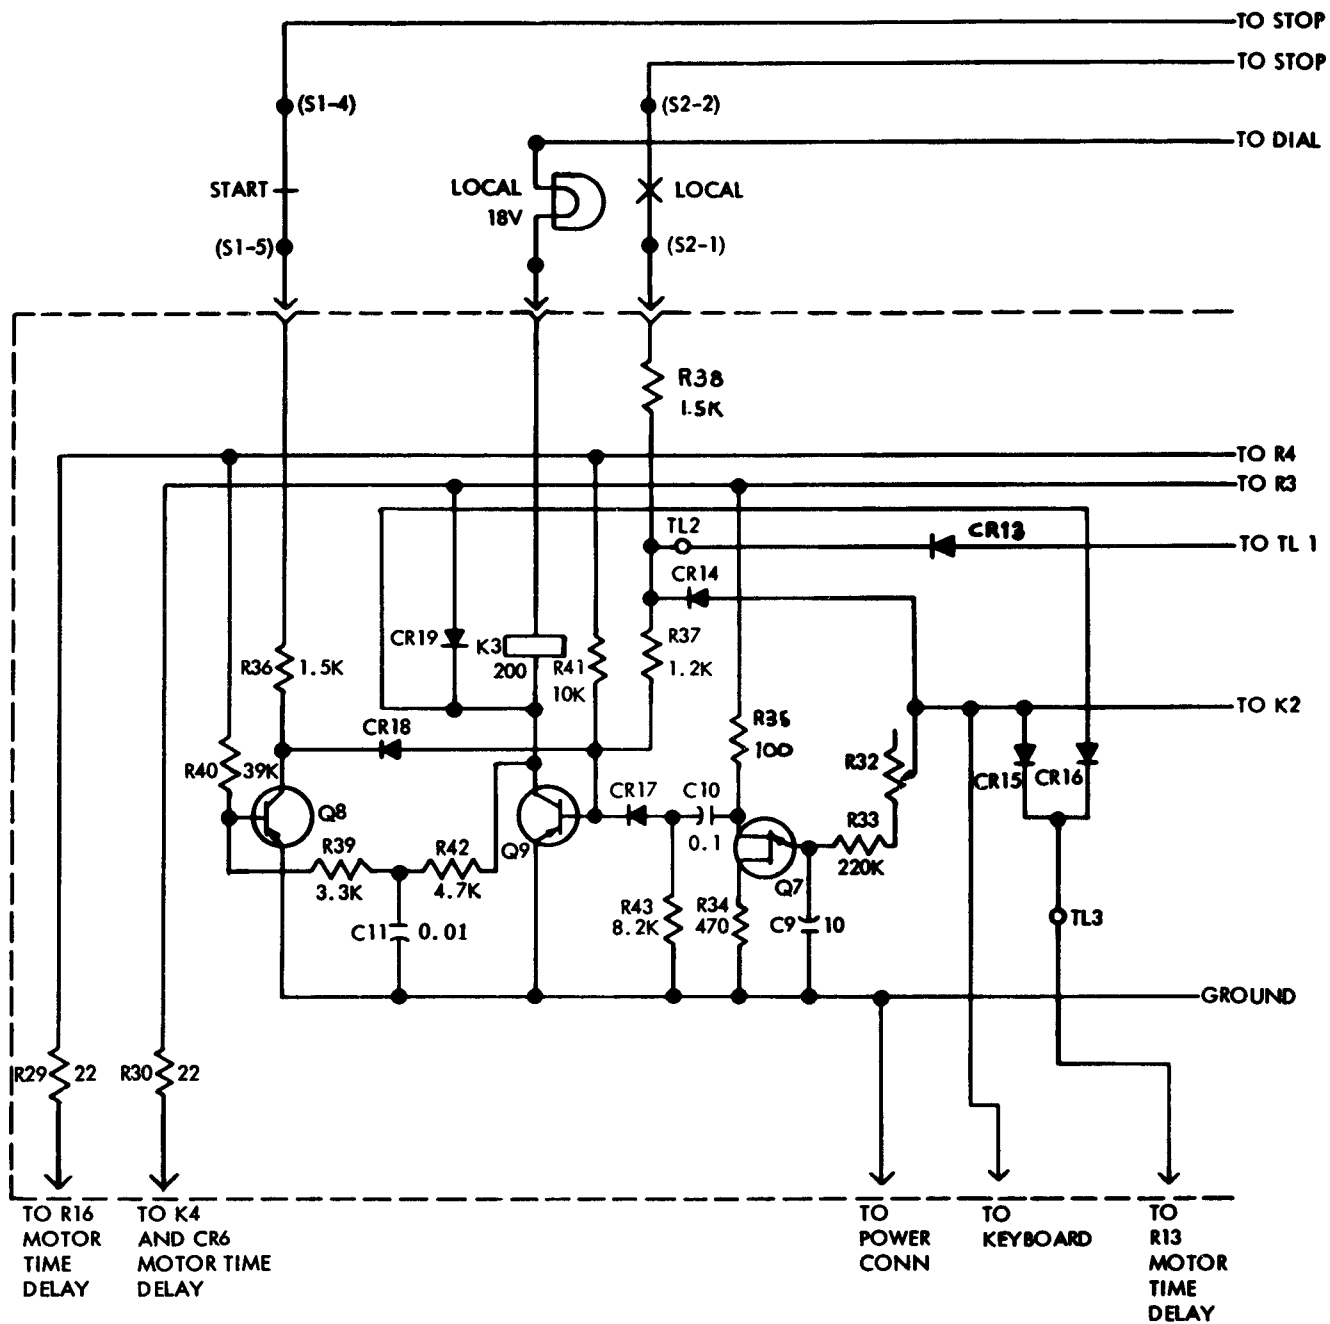 TO STOP
TO STOP
(S1-4)
(S2-2)
TO DIAL
START
LOCAL
18V
LOCAL
(S1-5)
(S2-1)
R38
1.5K
TO R4
TO R3
TL2
CR13
TO TL 1
CR14
CR19
K3
200
R41
10K
R37
1.2K
R36
1.5K
CR18
R35
100
TO K2
R40
39K
R32
CR15
CR16
Q8
CR17
C10
0.1
R33
220K
R39
3.3K
R42
4.7K
Q9
Q7
C11
0.01
R43
8.2K
R34
470
C9
10
TL3
GROUND
R29
22
R30
22
TO R16
MOTOR
TIME
DELAY
TO K4
AND CR6
MOTOR TIME
DELAY
TO
POWER
CONN
TO
KEYBOARD
TO
R13
MOTOR
TIME
DELAY